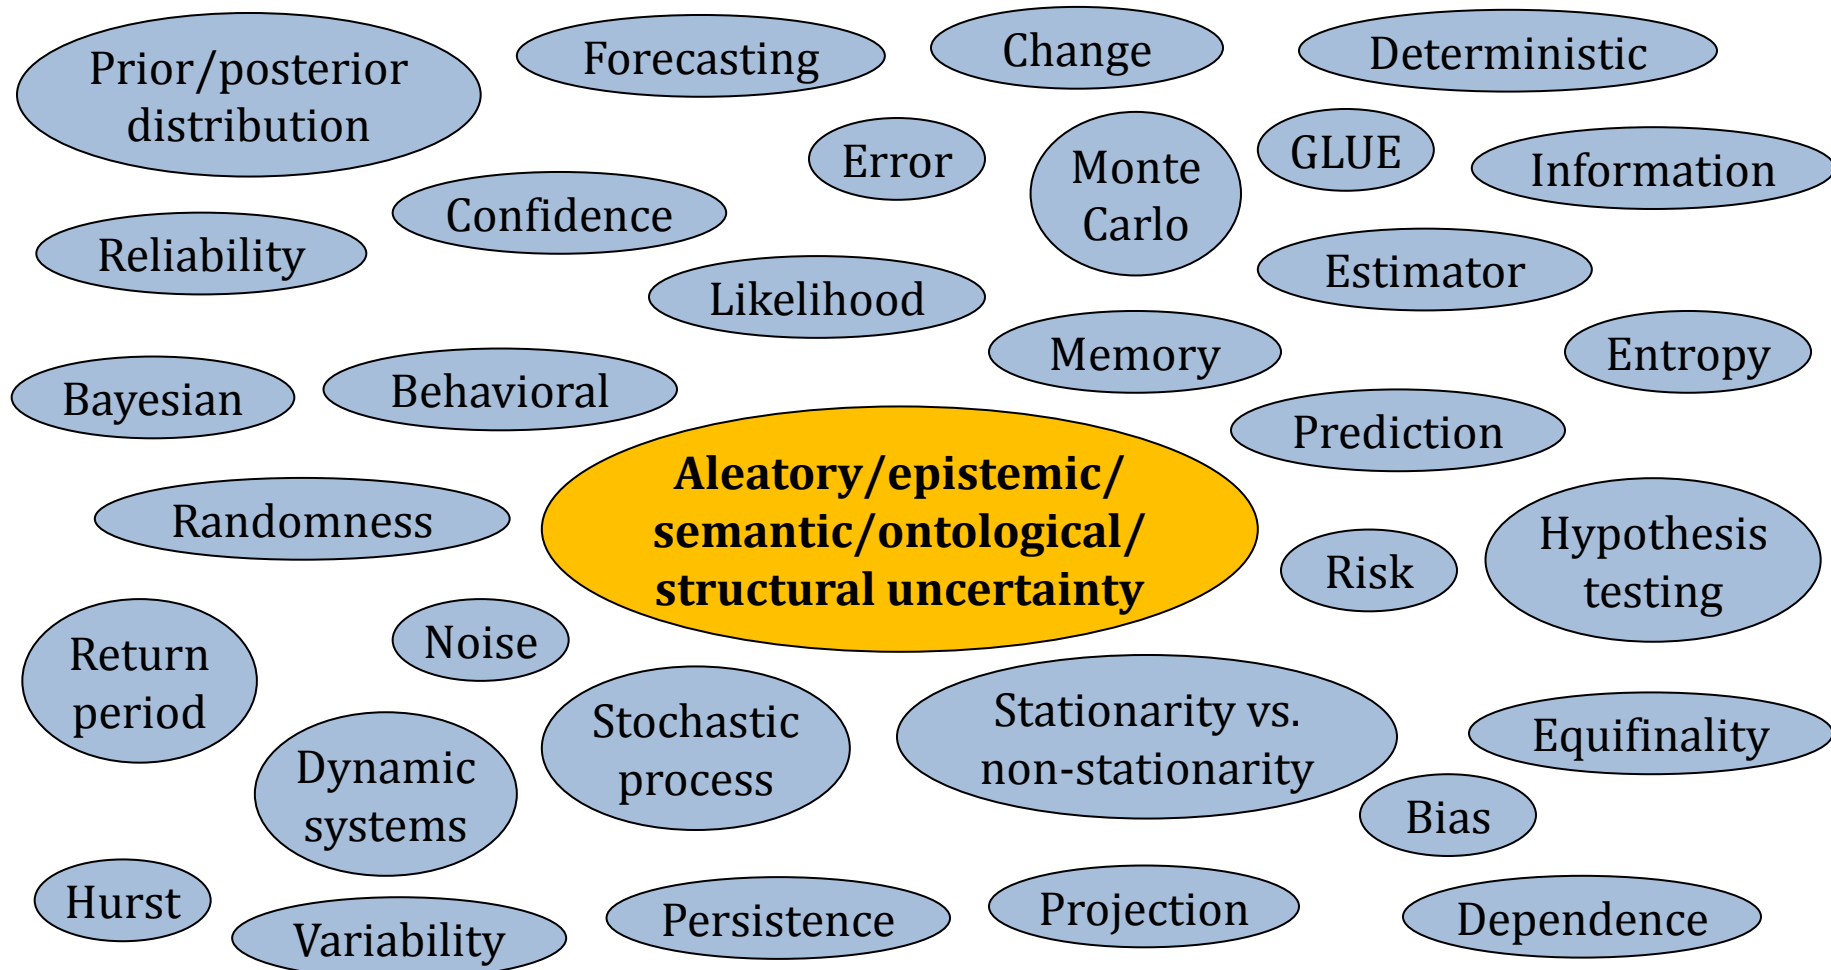 Prior/posterior
distribution
Forecasting
Change
Deterministic
Error
Monte
Carlo
GLUE
Information
Reliability
Confidence
Likelihood
Estimator
Memory
Entropy
Bayesian
Behavioral
Prediction
Aleatory/epistemic/
semantic/ontological/
structural uncertainty
Randomness
Risk
Hypothesis
testing
Return
period
Noise
Dynamic
systems
Stochastic
process
Stationarity vs.
non-stationarity
Equifinality
Bias
Hurst
Variability
Persistence
Projection
Dependence